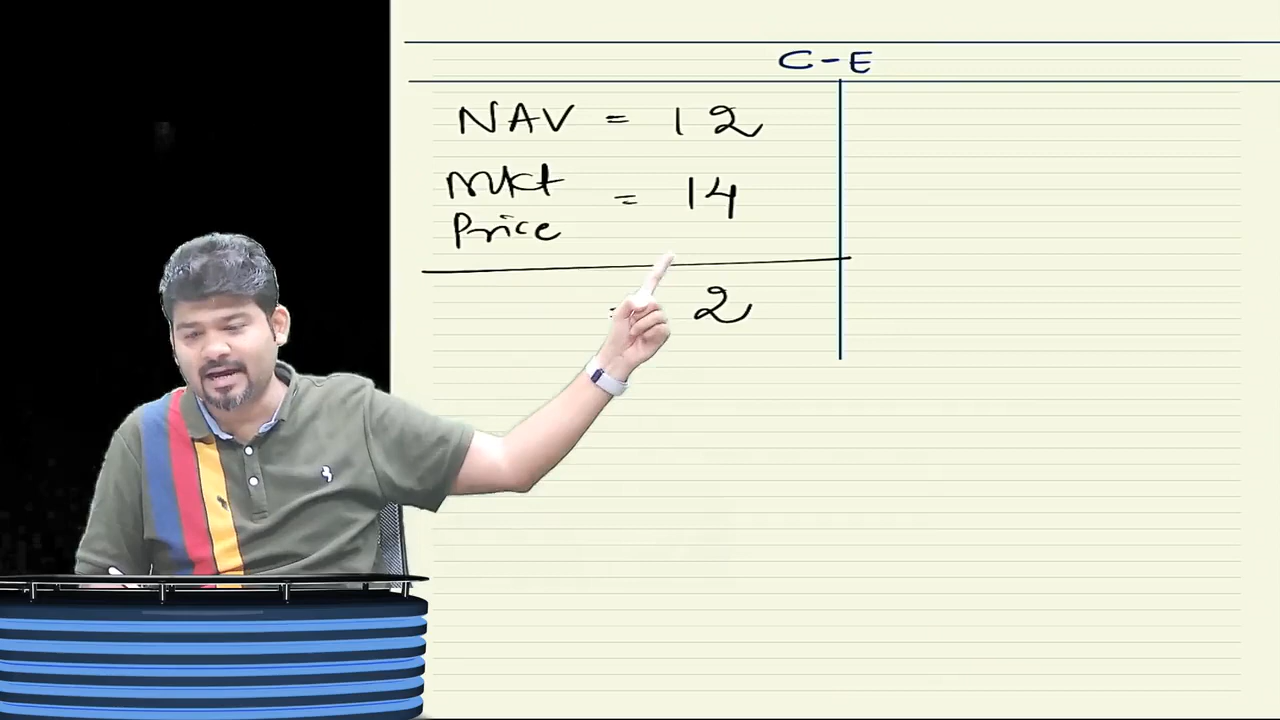 C-E
NAV = 12
Mkt
Price = 14
= 2